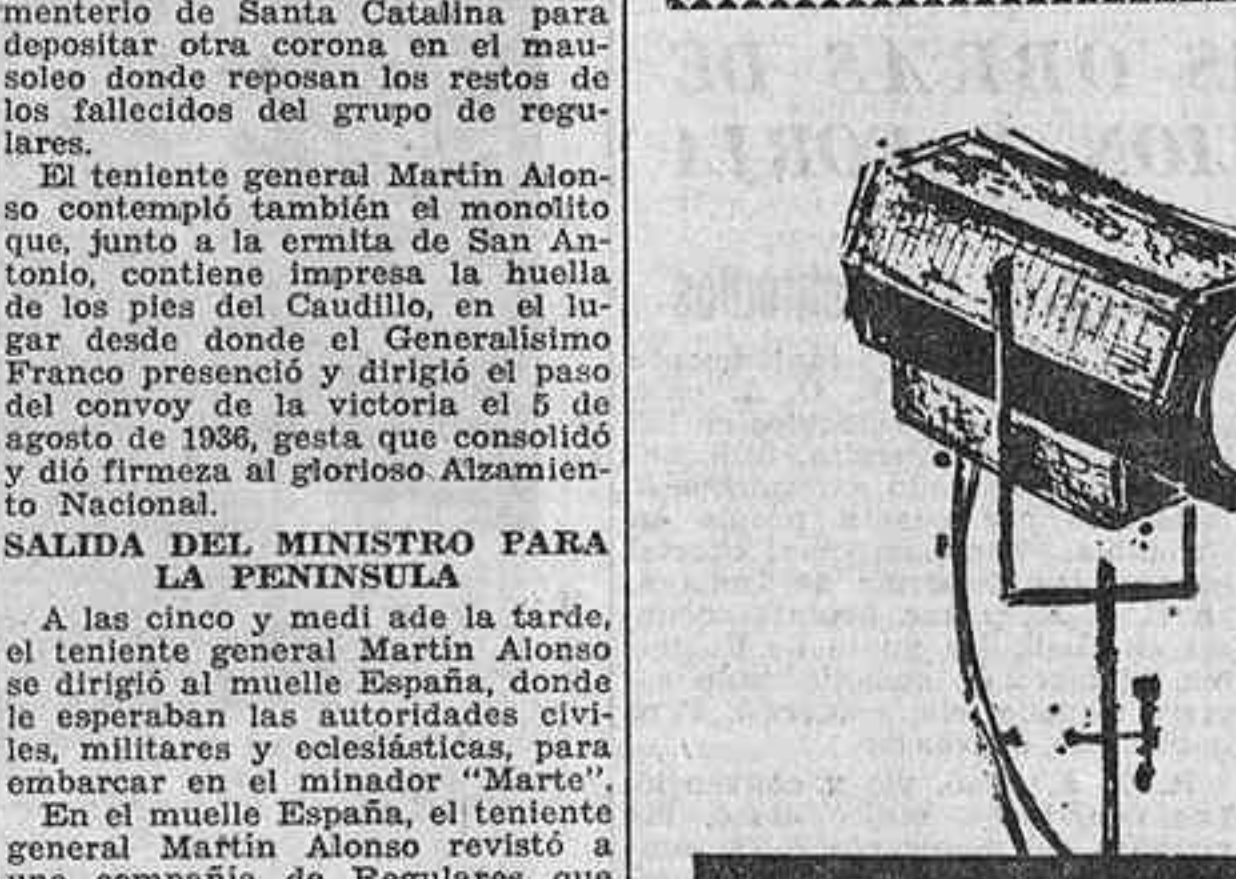 menterio de Santa Catalina para
depositar otra corona en el mau-
soleo donde reposan los restos de
los fallecidos del grupo de regu-
lares.
El teniente general Martín Alon-
so contempló también el monolito
que, junto a la ermita de San An-
tonio, contiene impresa la huella
de los pies del Caudillo, en el lu-
gar desde donde el Generalísimo
Franco presenció y dirigió el paso
del convoy de la victoria el 5 de
agosto de 1936, gesta que consolidó
y dió firmeza al glorioso Alzamien-
to Nacional.
SALIDA DEL MINISTRO PARA
LA PENINSULA
A las cinco y medi ade la tarde,
el teniente general Martín Alonso
se dirigió al muelle España, donde
le esperaban las autoridades civi-
les, militares y eclesiásticas, para
embarcar en el minador “Marte”.
En el muelle España, el teniente
general Martín Alonso revistó a
una compañía de Regulares que